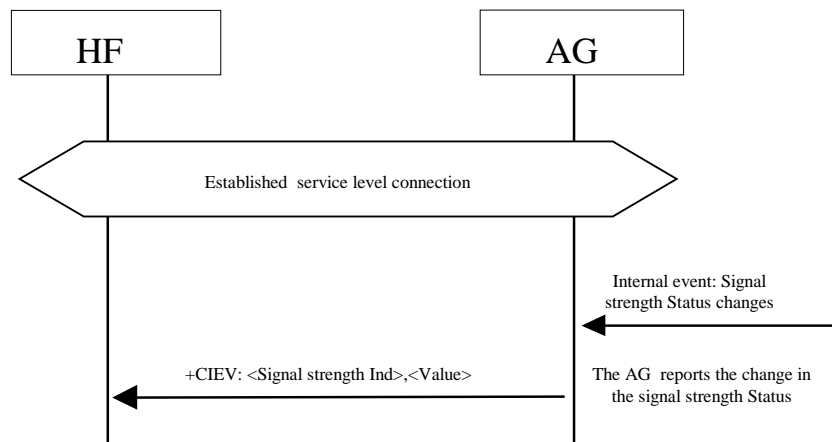 HF
AG
Established service level connection
Internal event: Signal
strength Status changes
+CIEV: <Signal strength Ind>,<Value>
The AG reports the change in
the signal strength Status